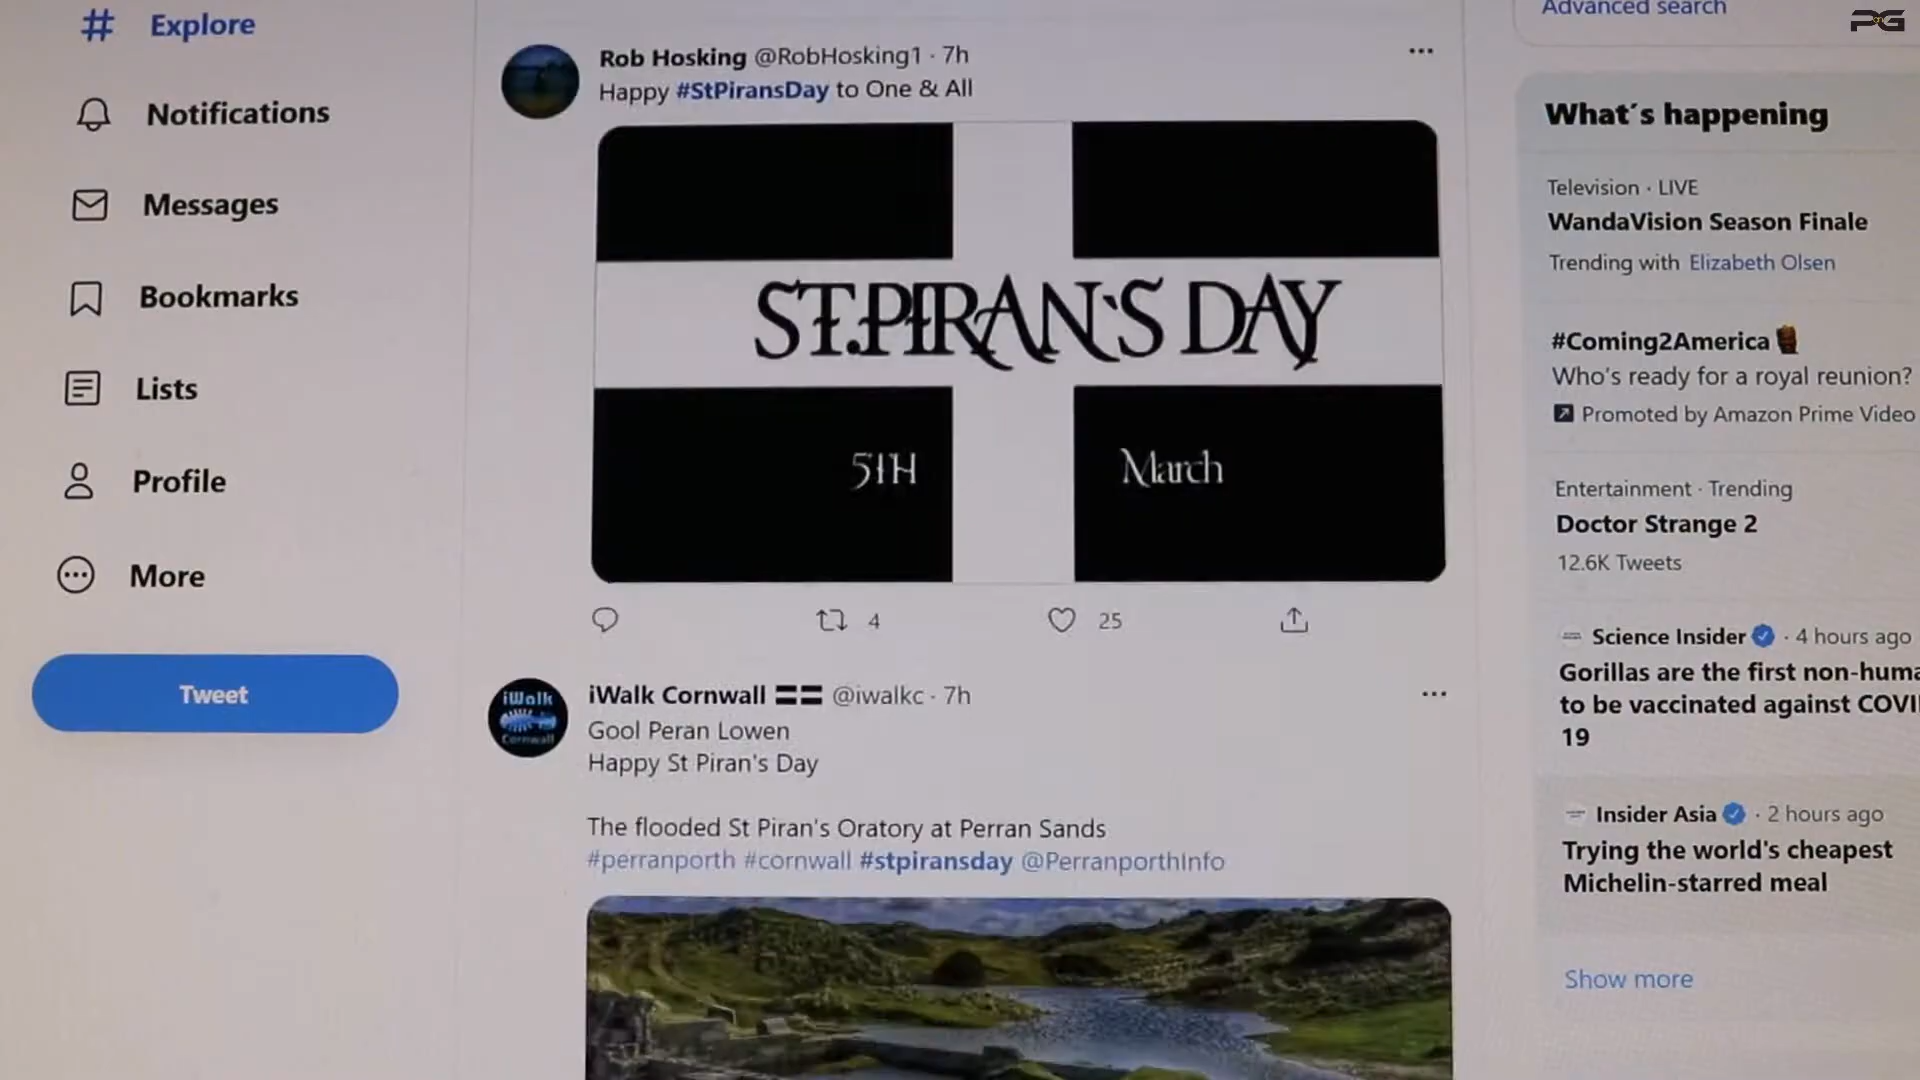 Explore
Notifications
Messages
Bookmarks
Lists
Profile
More
Tweet
Rob Hosking @RobHosking1 · 7h
Happy #StPiransDay to One & All
ST.PIRAN'S DAY
5TH March
4
25
iWalk
Cornwall
iWalk Cornwall @iwalkc · 7h
Gool Peran Lowen
Happy St Piran's Day
The flooded St Piran's Oratory at Perran Sands
#perranporth #cornwall #stpiransday @PerranporthInfo
Advanced search
PG
What's happening
Television · LIVE
WandaVision Season Finale
Trending with Elizabeth Olsen
#Coming2America
Who's ready for a royal reunion?
Promoted by Amazon Prime Video
Entertainment · Trending
Doctor Strange 2
12.6K Tweets
Science Insider · 4 hours ago
Gorillas are the first non-huma
to be vaccinated against COVI
19
Insider Asia · 2 hours ago
Trying the world's cheapest
Michelin-starred meal
Show more